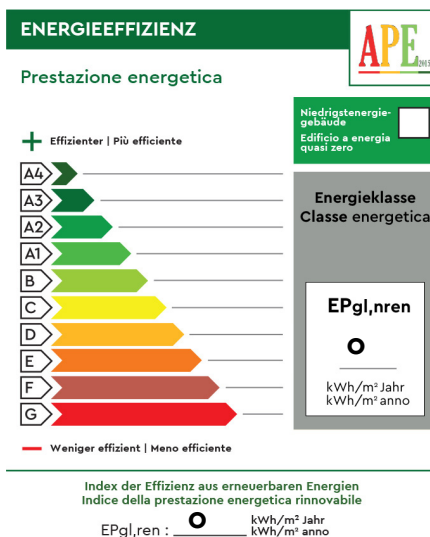 ENERGIEEFFIZIENZ
APE 2015
Prestazione energetica
Niedrigstenergie-
gebäude
Edificio a energia
quasi zero
+ Effizienter | Più efficiente
A4
A3
A2
A1
B
C
D
E
F
G
Energieklasse
Classe energetica
EPgl,nren
O
kWh/m² Jahr
kWh/m² anno
Weniger effizient | Meno efficiente
Index der Effizienz aus erneuerbaren Energien
Indice della prestazione energetica rinnovabile
EPgl,ren : O kWh/m² Jahr
kWh/m² anno